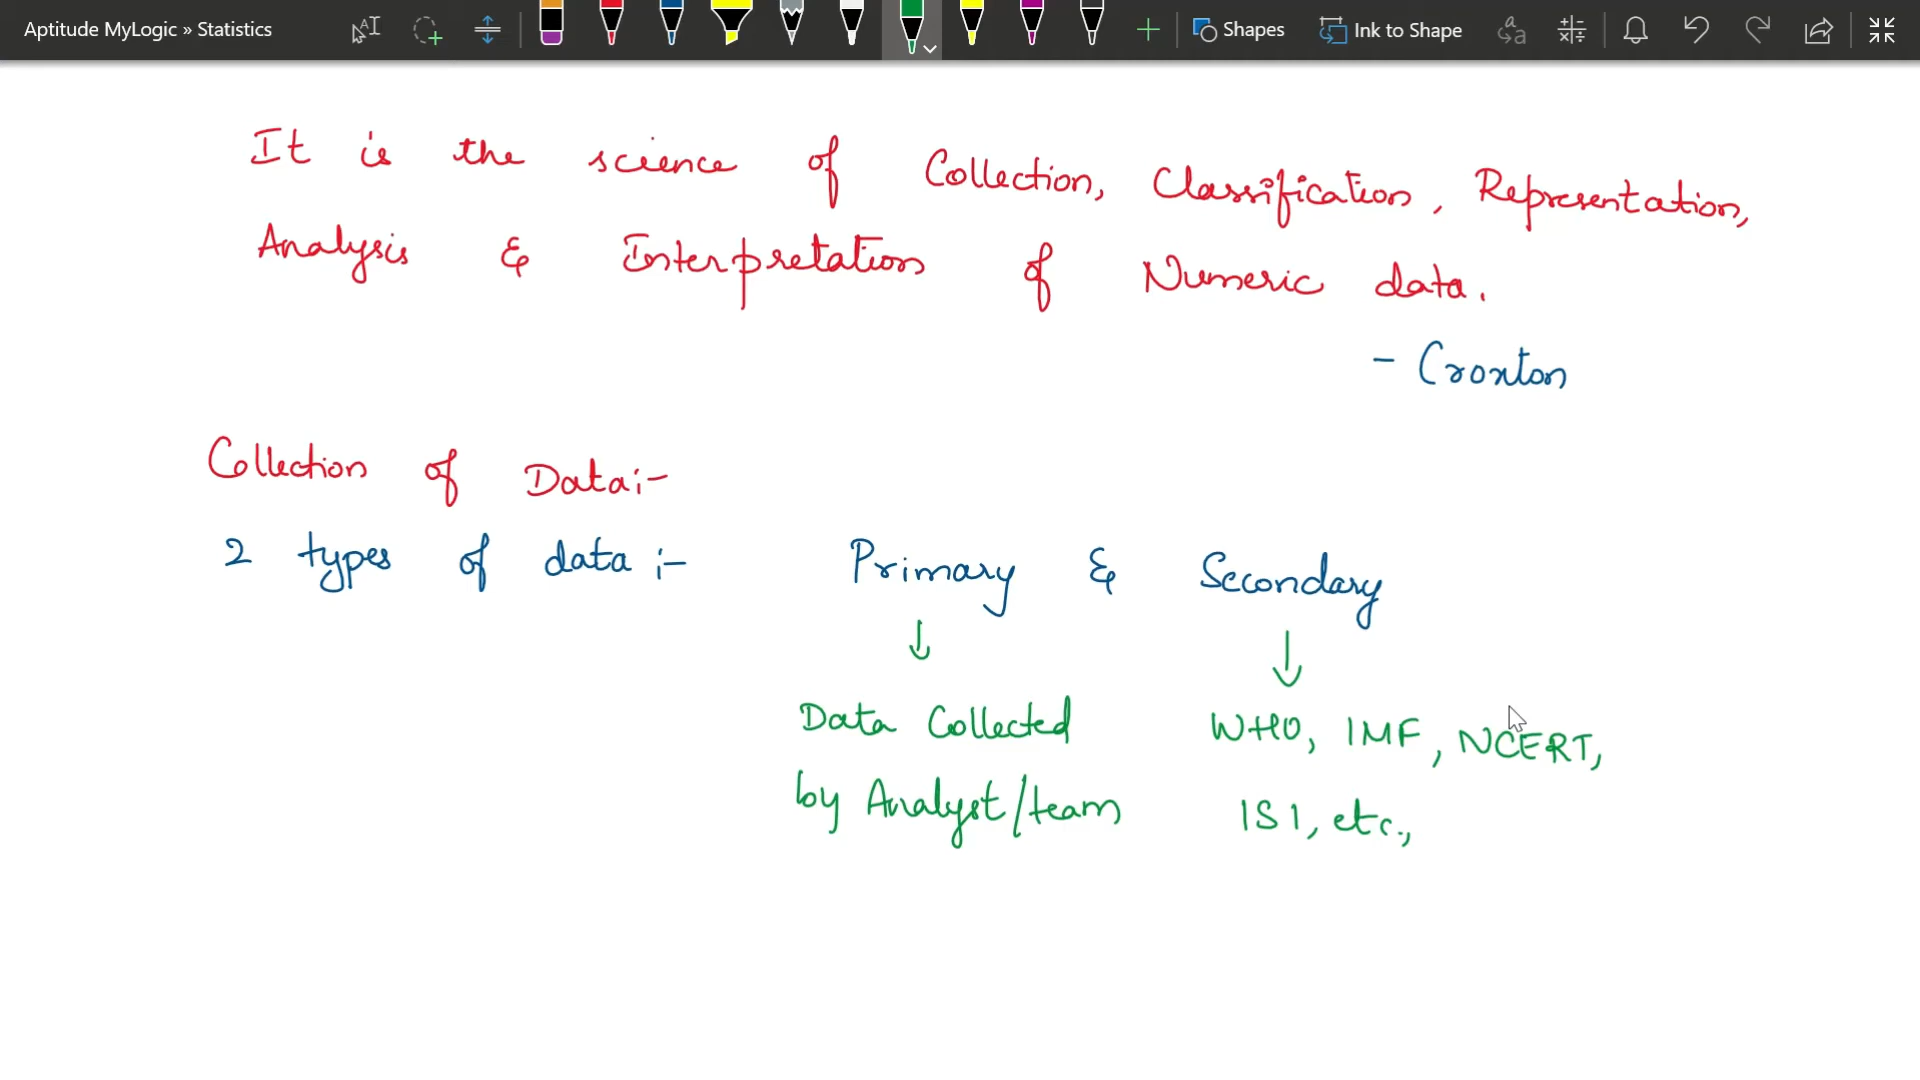 Aptitude MyLogic » Statistics
Shapes
Ink to Shape
It is the science of Collection, Classification, Representation,
Analysis & Interpretation of Numeric data.
- Croxton
Collection of Data:-
2 types of data :- Primary & Secondary
Data Collected WHO, IMF, NCERT,
by Analyst/team ISI, etc.,